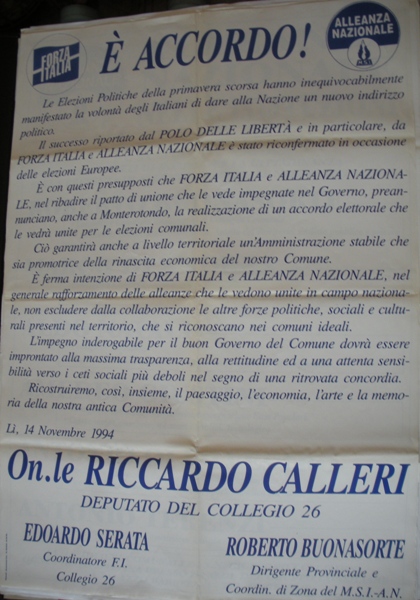 FORZA
ITALIA
È ACCORDO!
ALLEANZA
NAZIONALE
M.S.I.
Le Elezioni Politiche della primavera scorsa hanno inequivocabilmente
manifestato la volontà degli Italiani di dare alla Nazione un nuovo indirizzo
politico.
Il successo riportato dal POLO DELLE LIBERTÀ e in particolare, da
FORZA ITALIA e ALLEANZA NAZIONALE è stato riconfermato in occasione
delle elezioni Europee.
È con questi presupposti che FORZA ITALIA e ALLEANZA NAZIONA-
LE, nel ribadire il patto di unione che le vede impegnate nel Governo, prean-
nunciano, anche a Monterotondo, la realizzazione di un accordo elettorale che
le vedrà unite per le elezioni comunali.
Ciò garantirà anche a livello territoriale un'Amministrazione stabile che
sia promotrice della rinascita economica del nostro Comune.
È ferma intenzione di FORZA ITALIA e ALLEANZA NAZIONALE, nel
generale rafforzamento delle alleanze che le vedono unite in campo naziona-
le, non escludere dalla collaborazione le altre forze politiche, sociali e cultu-
rali presenti nel territorio, che si riconoscano nei comuni ideali.
L'impegno inderogabile per il buon Governo del Comune dovrà essere
improntato alla massima trasparenza, alla rettitudine ed a una attenta sensi-
bilità verso i ceti sociali più deboli nel segno di una ritrovata concordia.
Ricostruiremo, così, insieme, il paesaggio, l'economia, l'arte e la memo-
ria della nostra antica Comunità.
Lì, 14 Novembre 1994
On.le RICCARDO CALLERI
DEPUTATO DEL COLLEGIO 26
EDOARDO SERATA
Coordinatore F.I.
Collegio 26
ROBERTO BUONASORTE
Dirigente Provinciale e
Coordin. di Zona del M.S.I.-A.N.